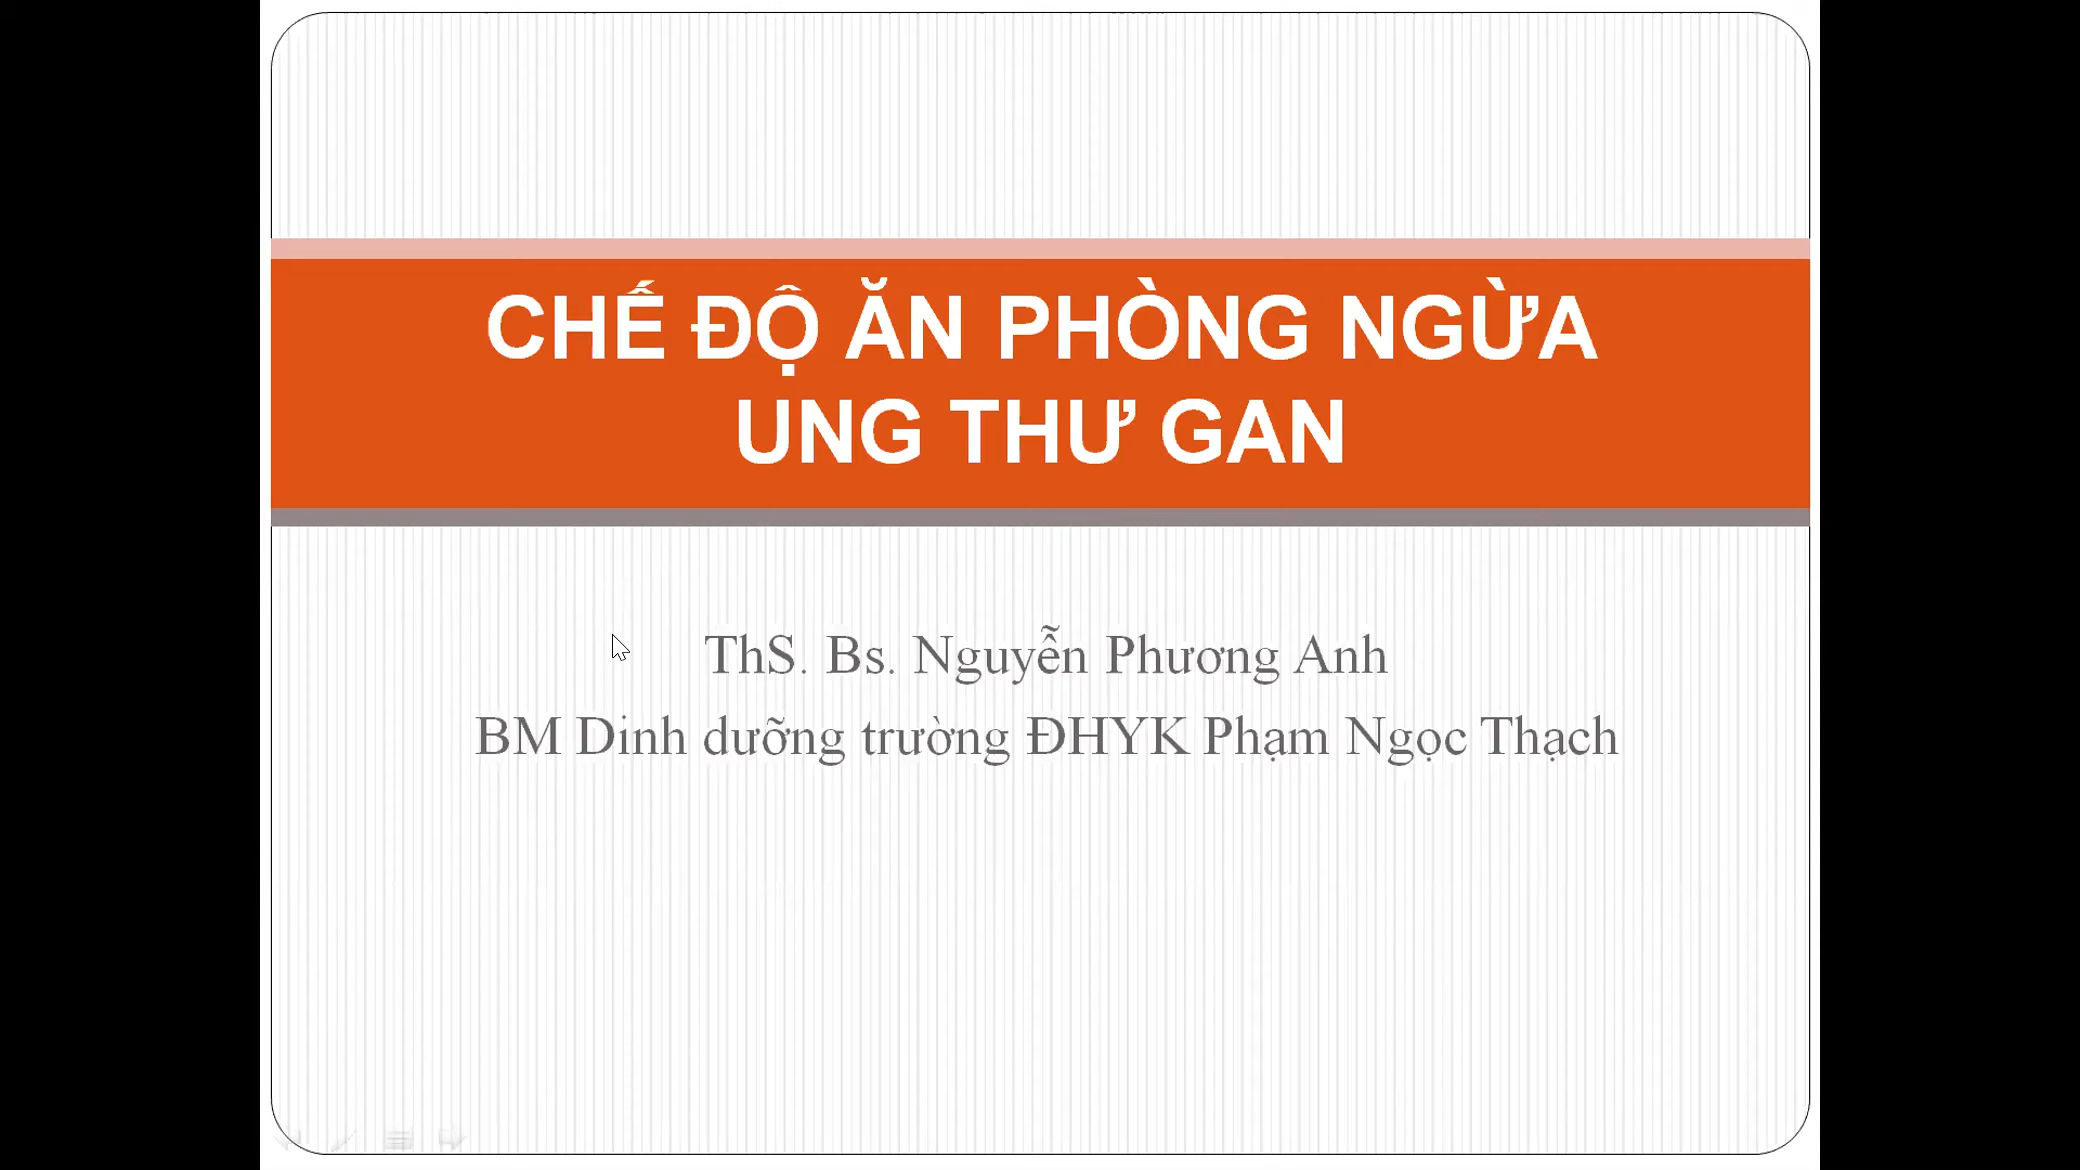 CHẾ ĐỘ ĂN PHÒNG NGỪA
UNG THƯ GAN
ThS. Bs. Nguyễn Phương Anh
BM Dinh dưỡng trường ĐHYK Phạm Ngọc Thạch